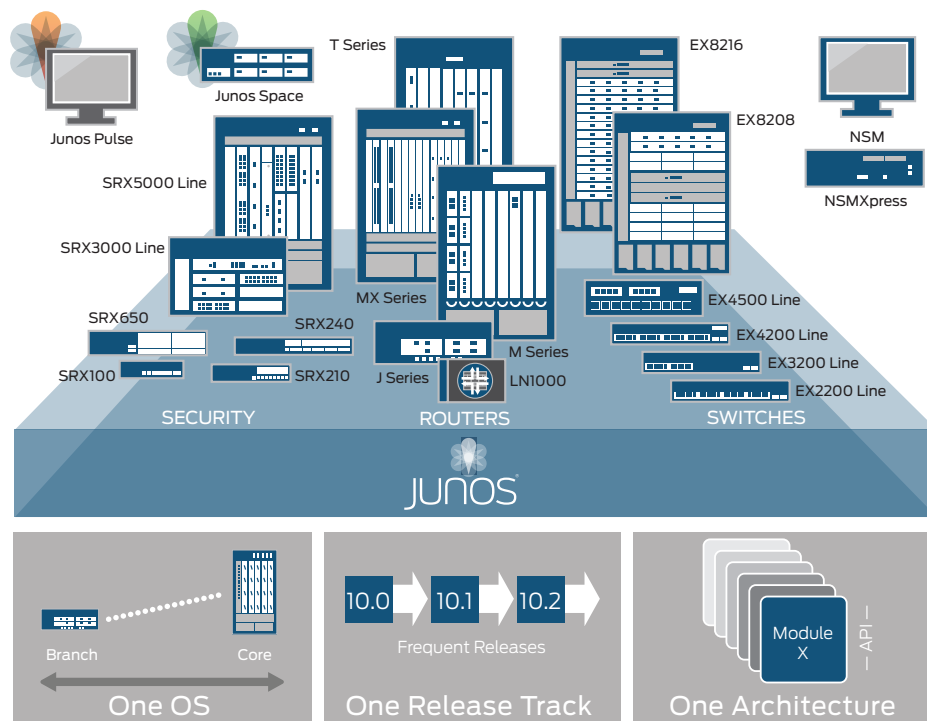 T Series
EX8216
Junos Space
Junos Pulse
EX8208
NSM
SRX5000 Line
NSMXpress
SRX3000 Line
MX Series
EX4500 Line
SRX650
SRX240
EX4200 Line
M Series
EX3200 Line
SRX100
SRX210
J Series
LN1000
EX2200 Line
SECURITY
ROUTERS
SWITCHES
JUNOS
Branch
Core
One OS
10.0
10.1
10.2
Frequent Releases
One Release Track
Module
X
— API —
One Architecture